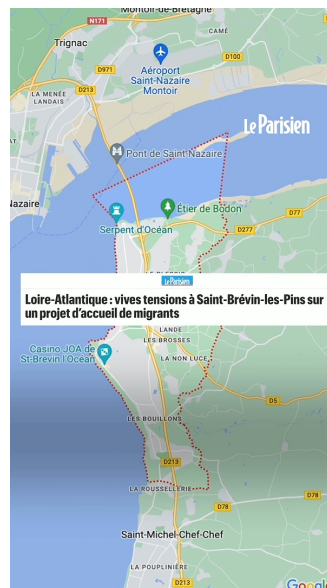 Montoir-de-Bretagne
N171
CAMÉ
Trignac
D100
D971
Aéroport
Saint-Nazaire
Montoir
LA MENÉE
LANDAIS
D213
Le Parisien
AT
Pont de Saint-Nazaire
Nazaire
Étier de Bodon
D77
Serpent d'Océan
D277
Le Parisien
Loire-Atlantique : vives tensions à Saint-Brévin-les-Pins sur
un projet d'accueil de migrants
LANDE
LES BROSSES
Casino JOA de
St-Brevin l'Océan
LA NON LUCE
D5
LES BOUILLONS
D213
LA ROUSSELLERIE
D78
D78
Saint-Michel-Chef-Chef
LA POUPLINIÈRE
D213
Google